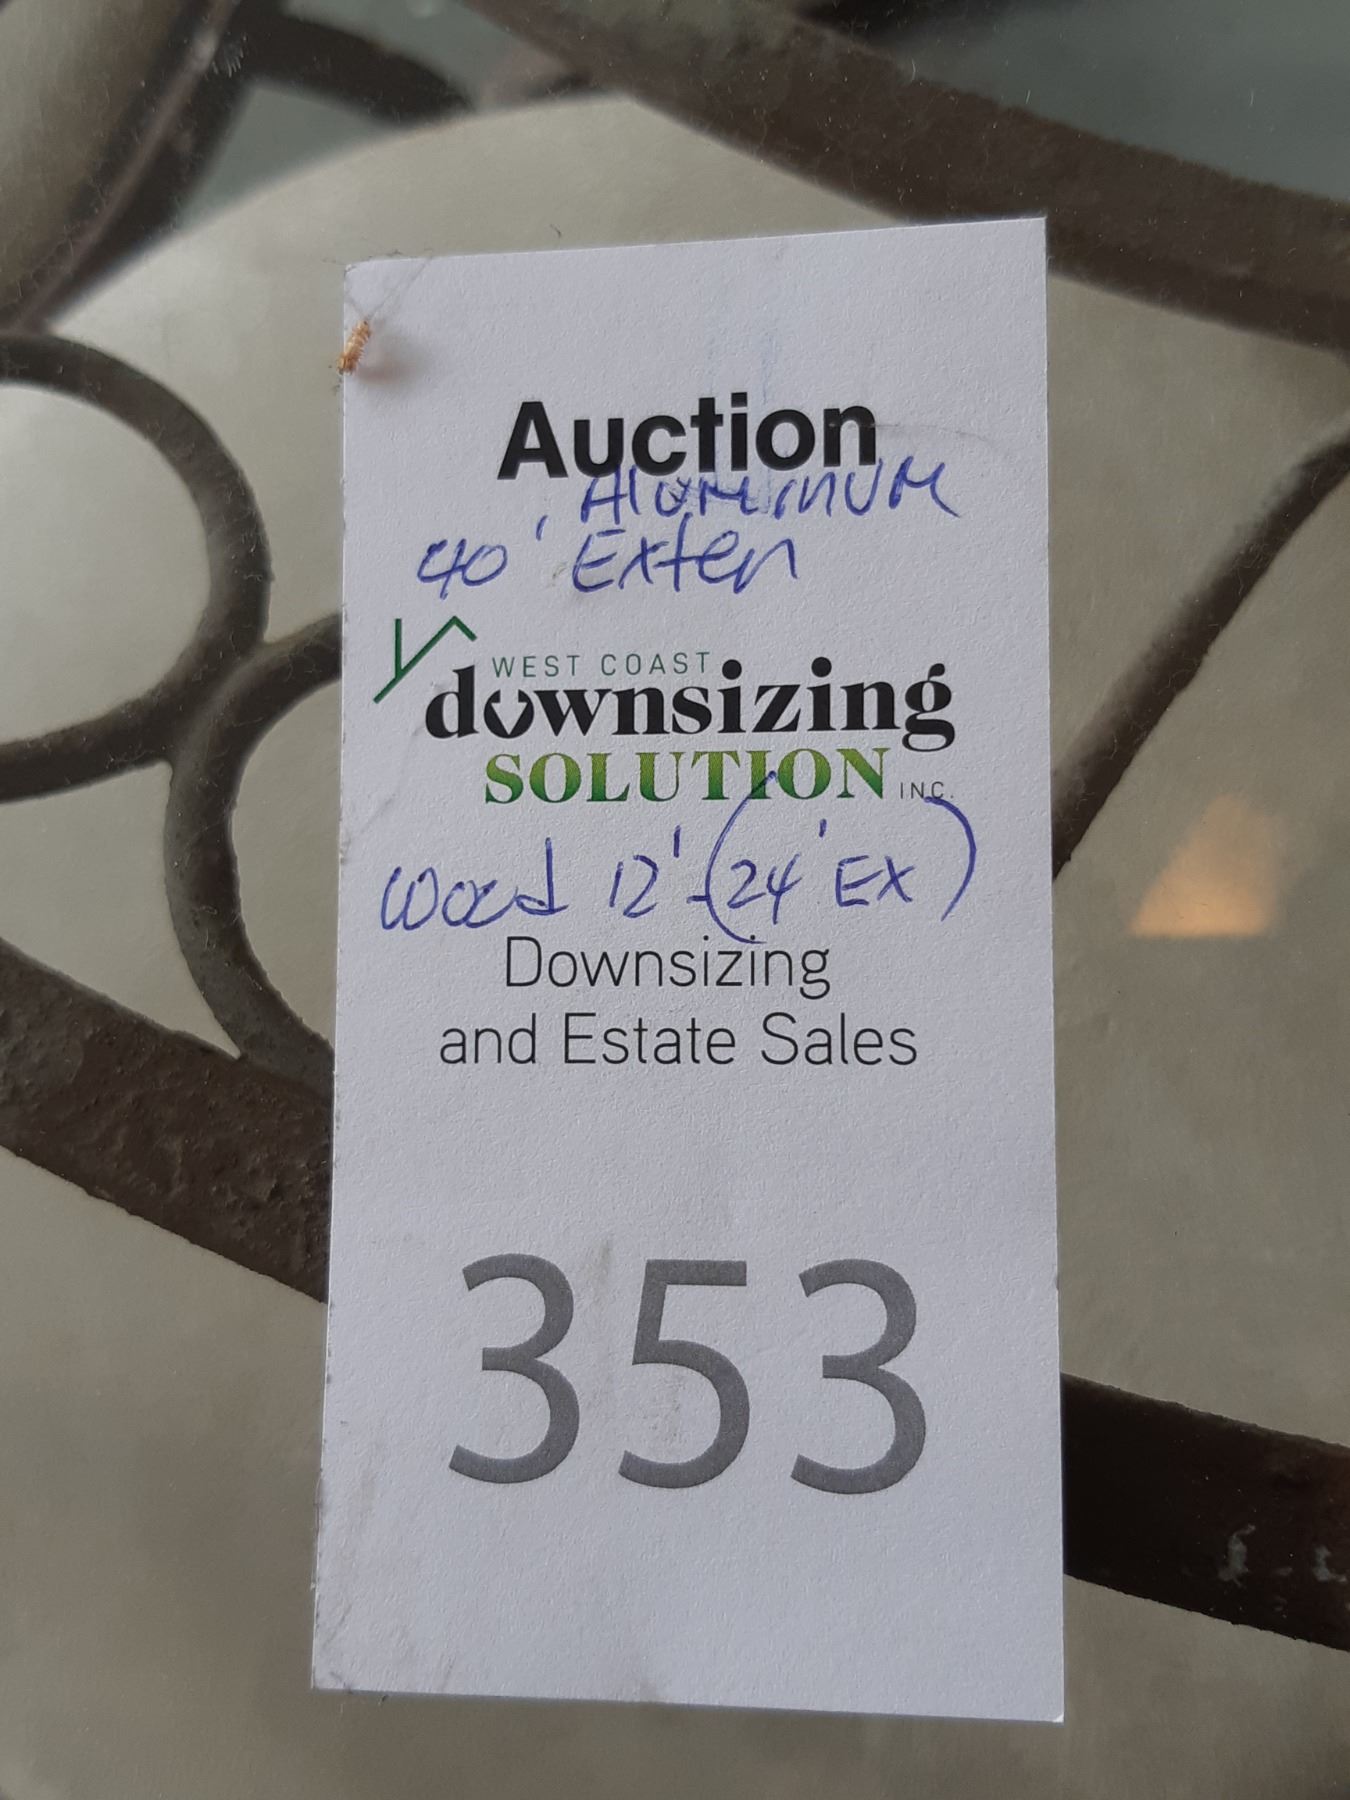 Auction
Aluminum
40' Exten
WEST COAST
downsizing
SOLUTION INC.
Wood 12' - (24' EX)
Downsizing
and Estate Sales
353